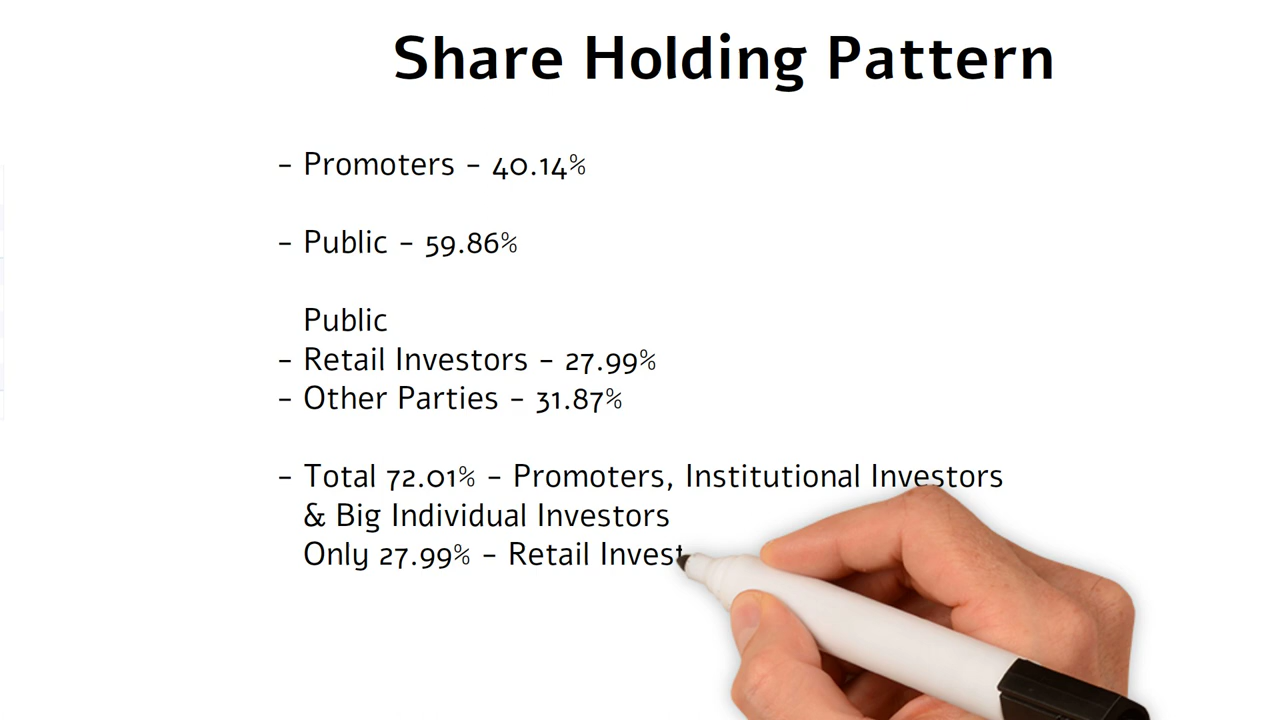 Share Holding Pattern
- Promoters - 40.14%
- Public - 59.86%
Public
- Retail Investors - 27.99%
- Other Parties - 31.87%
- Total 72.01% - Promoters, Institutional Investors
& Big Individual Investors
Only 27.99% - Retail Invest